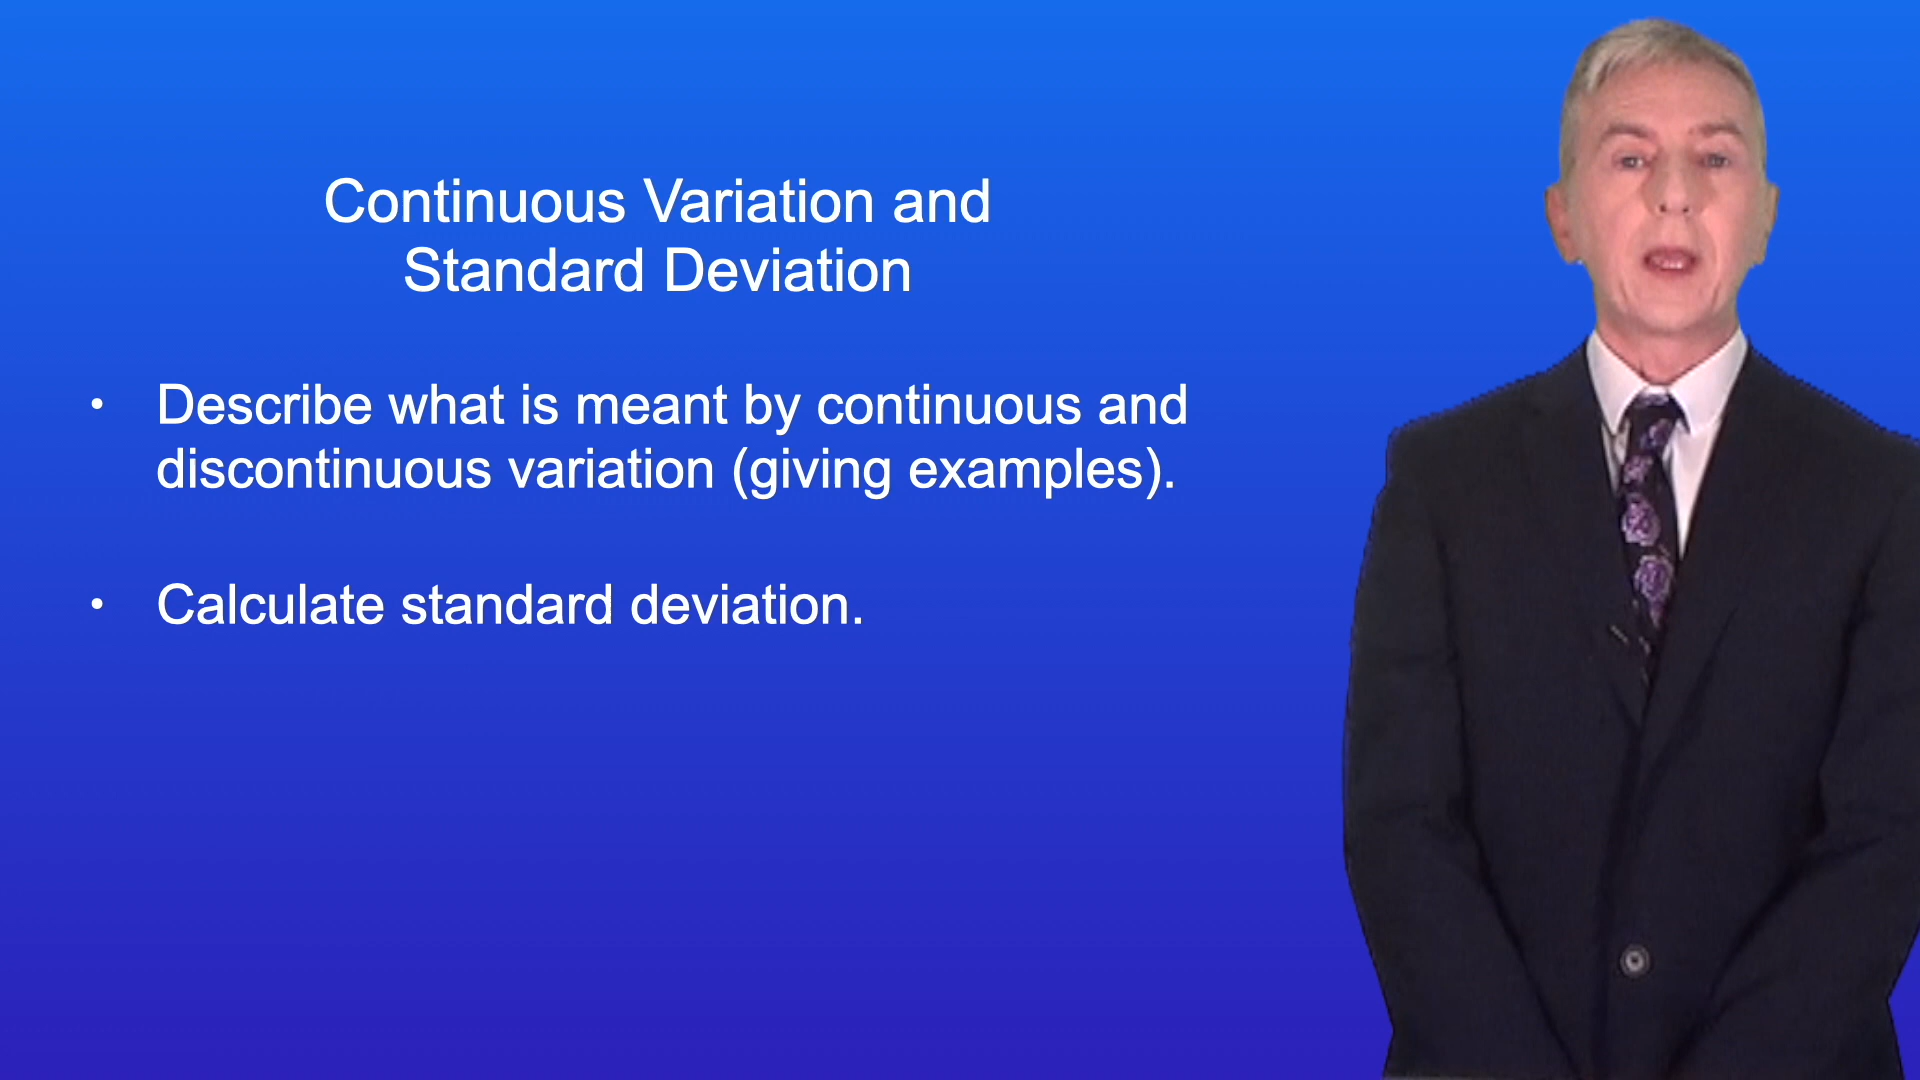 Continuous Variation and
Standard Deviation
• Describe what is meant by continuous and
discontinuous variation (giving examples).
• Calculate standard deviation.